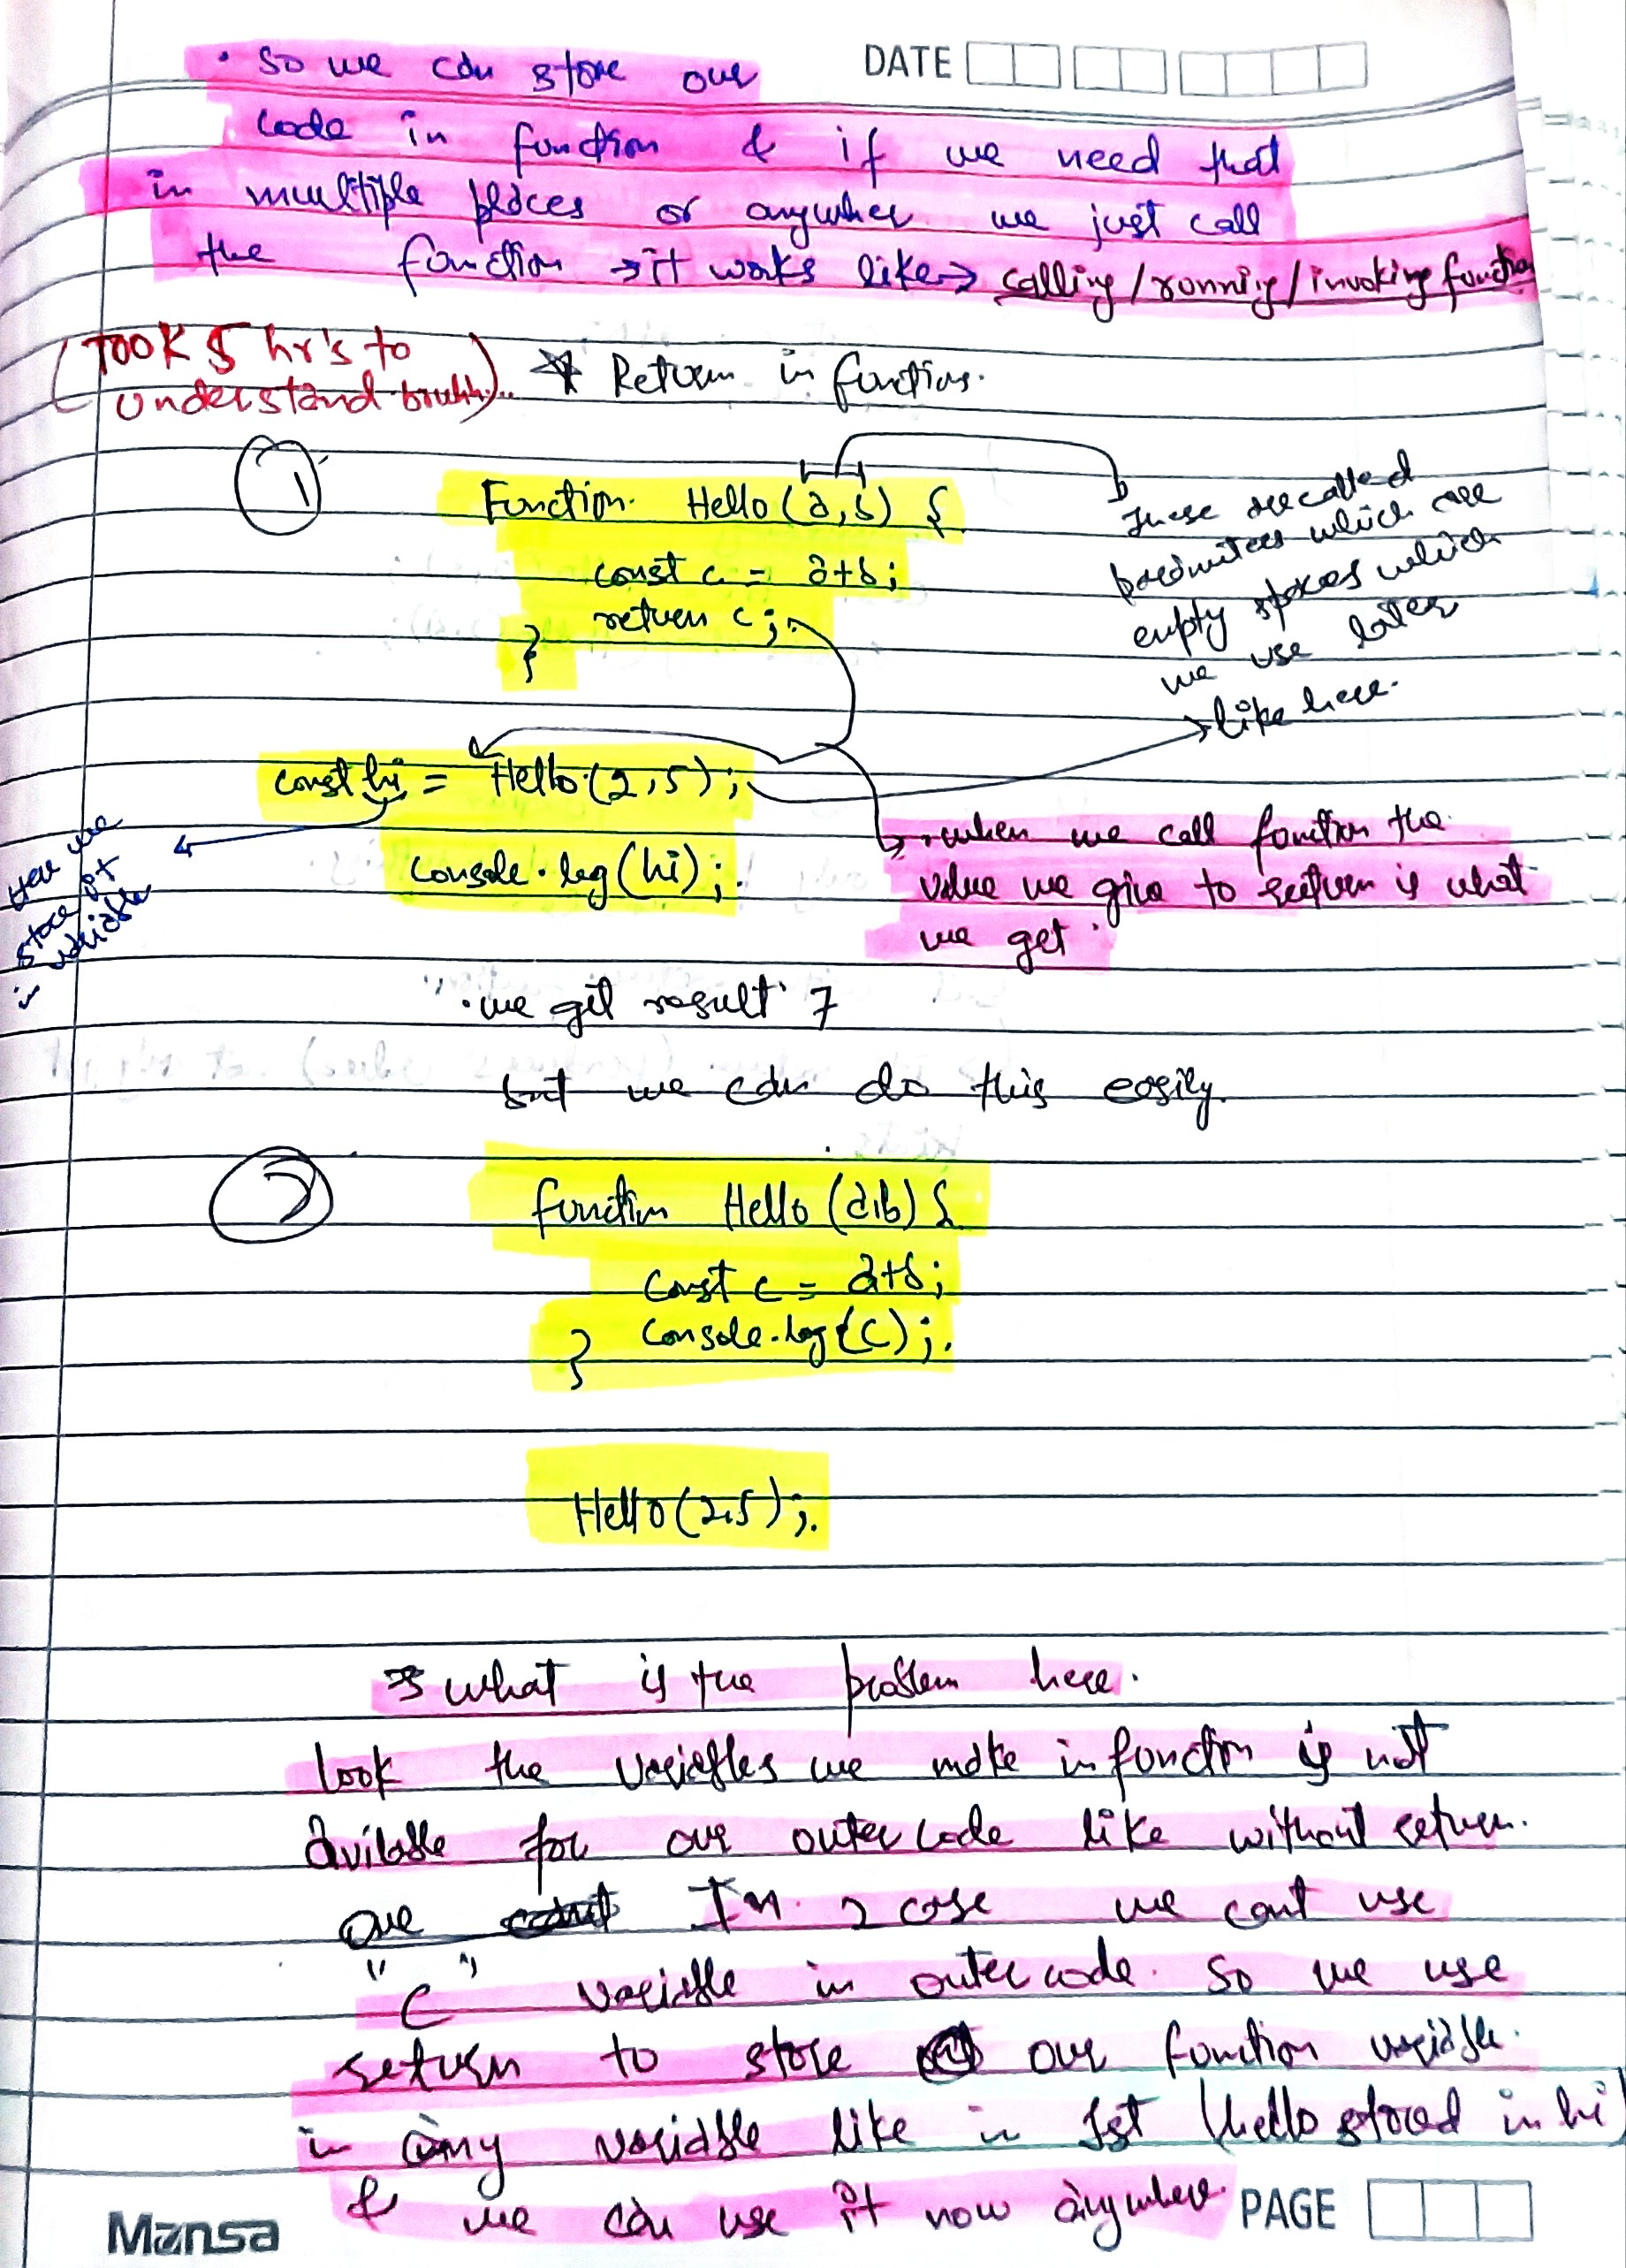 DATE
• so we can store our
code in function & if we need that
in multiple places or anywher we just call
the function → it works like → calling / running / invoking function
(TOOK 5 hr's to
understand bruhh)..
* Return in function.
1
Function Hello (a, b) {
const c = a+b;
return c;
}
these are called
which are
empty spaces which
we use later
→ like here.
const hi = Hello (2,5);
console.log (hi);
Here we
store it
in variable
• when we call function the
value we give to return is what
we get.
• we get result 7
but we can do this easily.
2
function Hello (a,b) {
const c = a+b;
console.log (c);
}
Hello (2,5);
→ what is the problem here.
look the variables we make in function is not
avilable for our outer code like without return.
our In 2 case we cant use
"c" variable in outer code. so we use
return to store our function variable
in any variable like in 1st (hello stored in hi)
& we can use it now anywhere.
Mansa
PAGE